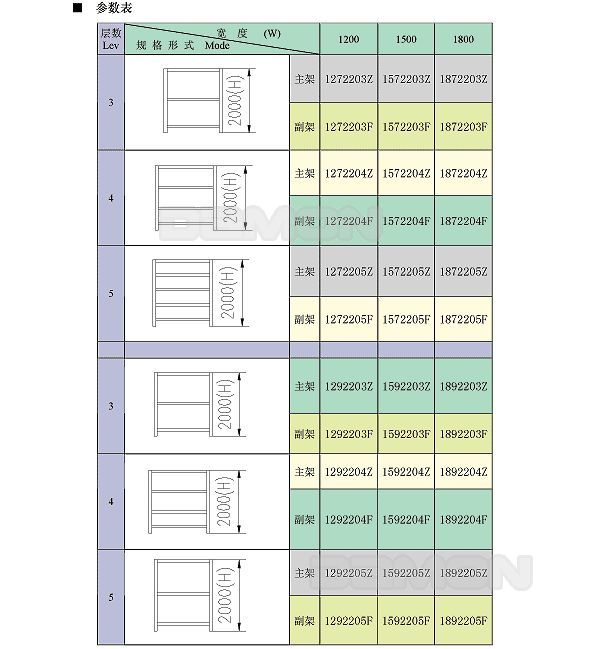 ■ 参数表
层数 Lev 宽度 (W) 规格形式 Mode 1200 1500 1800
3 2000(H) 主架 1272203Z 1572203Z 1872203Z
副架 1272203F 1572203F 1872203F
4 2000(H) 主架 1272204Z 1572204Z 1872204Z
副架 1272204F 1572204F 1872204F
5 2000(H) 主架 1272205Z 1572205Z 1872205Z
副架 1272205F 1572205F 1872205F
3 2000(H) 主架 1292203Z 1592203Z 1892203Z
副架 1292203F 1592203F 1892203F
4 2000(H) 主架 1292204Z 1592204Z 1892204Z
副架 1292204F 1592204F 1892204F
5 2000(H) 主架 1292205Z 1592205Z 1892205Z
副架 1292205F 1592205F 1892205F